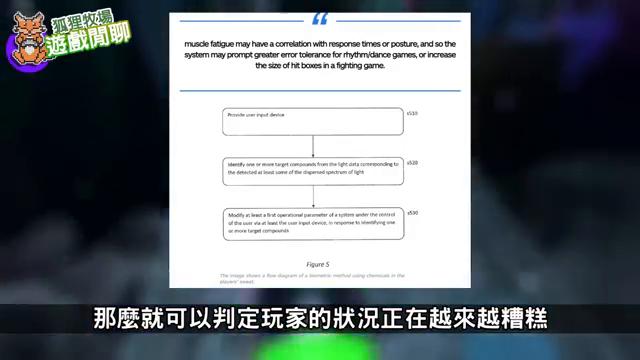 狐狸牧場
遊戲閒聊
“
muscle fatigue may have a correlation with response times or posture, and so the
system may prompt greater error tolerance for rhythm/dance games, or increase
the size of hit boxes in a fighting game.
Provide user input device
s510
Identify one or more target compounds from the light data corresponding to
the detected at least some of the dispersed spectrum of light
s520
Modify at least a first operational parameter of a system under the control
of the user via at least the user input device, in response to identifying one
or more target compounds
s530
Figure 5
The image shows a flow diagram of a biometric method using chemicals in the
players' sweat.
那麼就可以判定玩家的狀況正在越來越糟糕